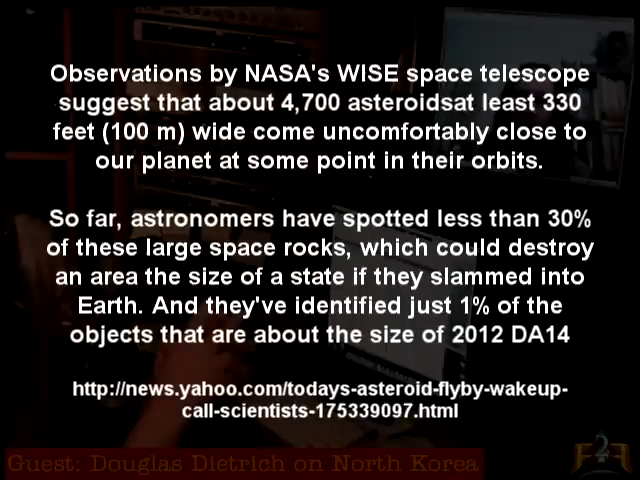 Observations by NASA's WISE space telescope
suggest that about 4,700 asteroidsat least 330
feet (100 m) wide come uncomfortably close to
our planet at some point in their orbits.
So far, astronomers have spotted less than 30%
of these large space rocks, which could destroy
an area the size of a state if they slammed into
Earth. And they've identified just 1% of the
objects that are about the size of 2012 DA14
http://news.yahoo.com/todays-asteroid-flyby-wakeup-
call-scientists-175339097.html
Guest: Douglas Dietrich on North Korea
F2F